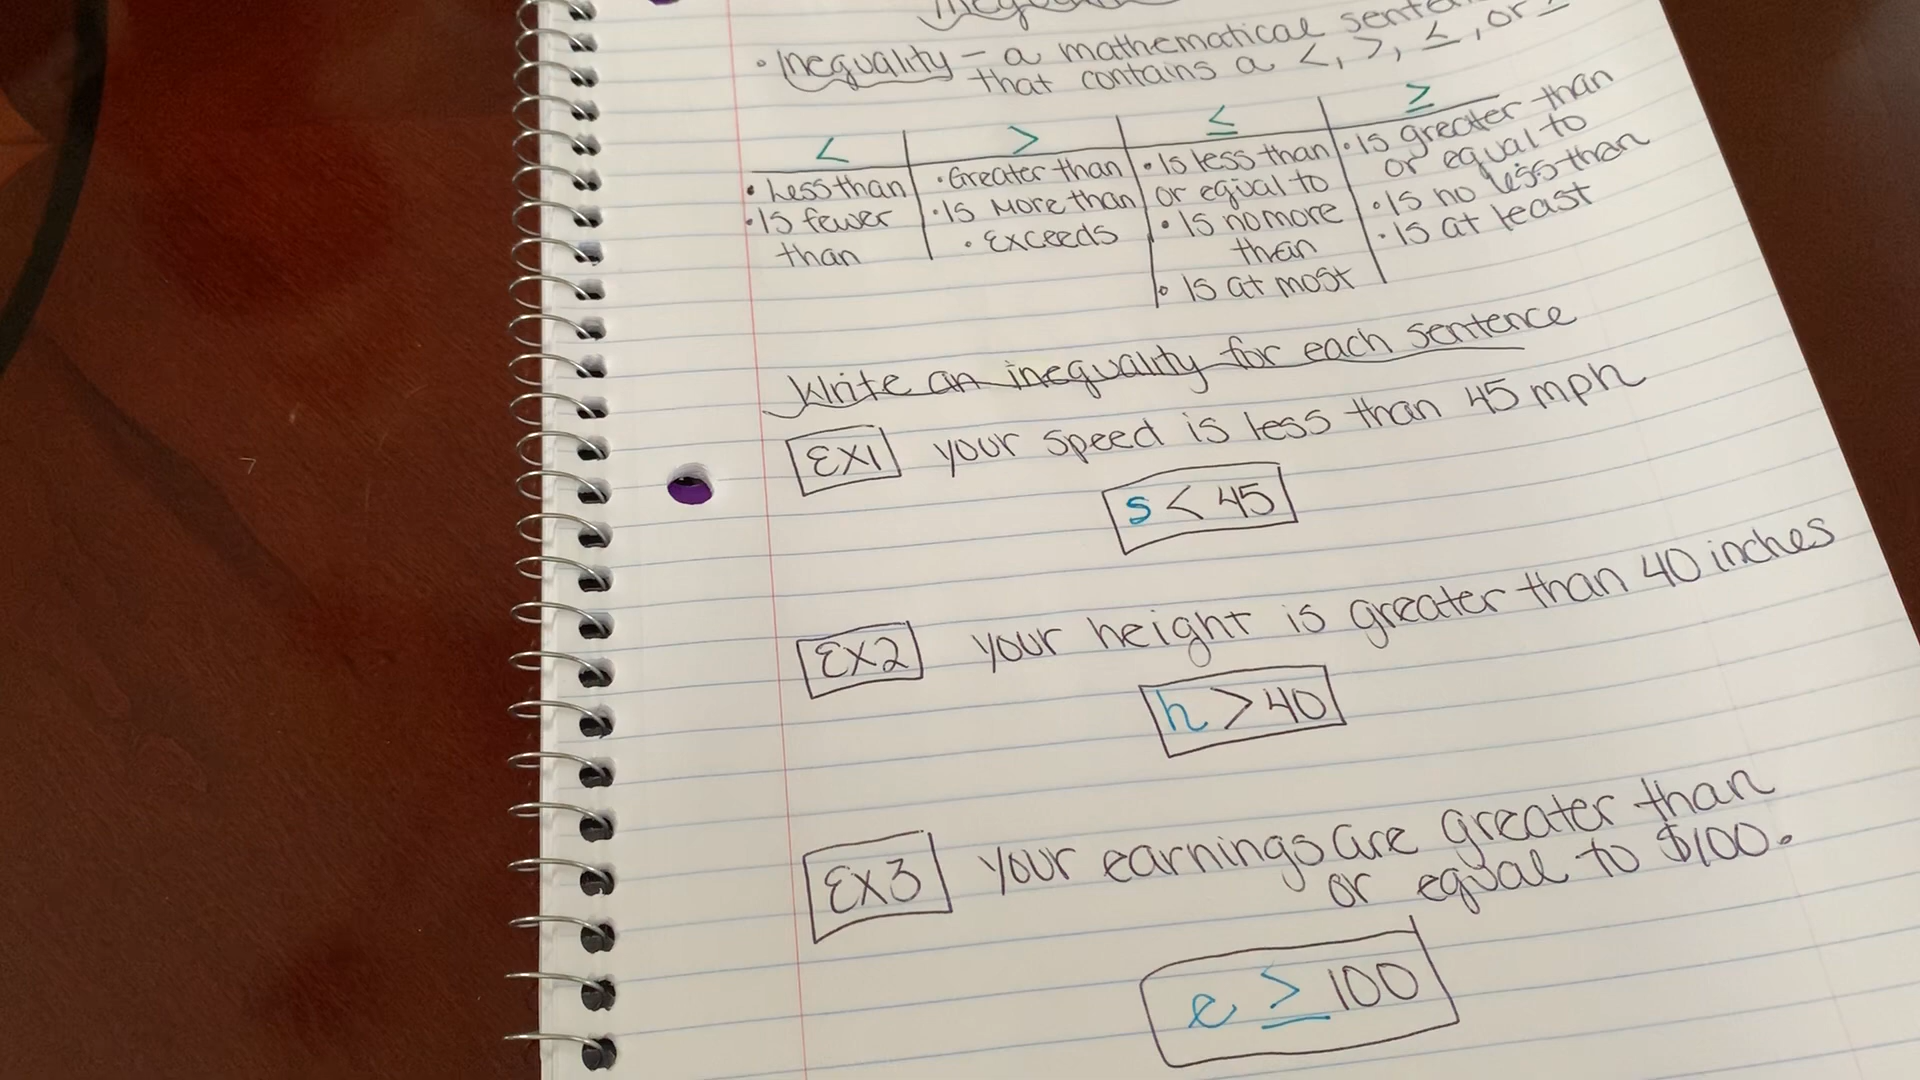 • Inequality - a mathematical
that contains a <, >, ≤, or ≥
< > ≤ ≥
• Less than
• Is fewer
than
• Greater than
• Is more than
• Exceeds
• Is less than
or equal to
• Is no more
than
• Is at most
• Is greater than
or equal to
• Is no less than
• Is at least
Write an inequality for each sentence
EX1 your speed is less than 45 mph
s < 45
EX2 your height is greater than 40 inches
h > 40
EX3 your earnings are greater than
or equal to $100.
e ≥ 100